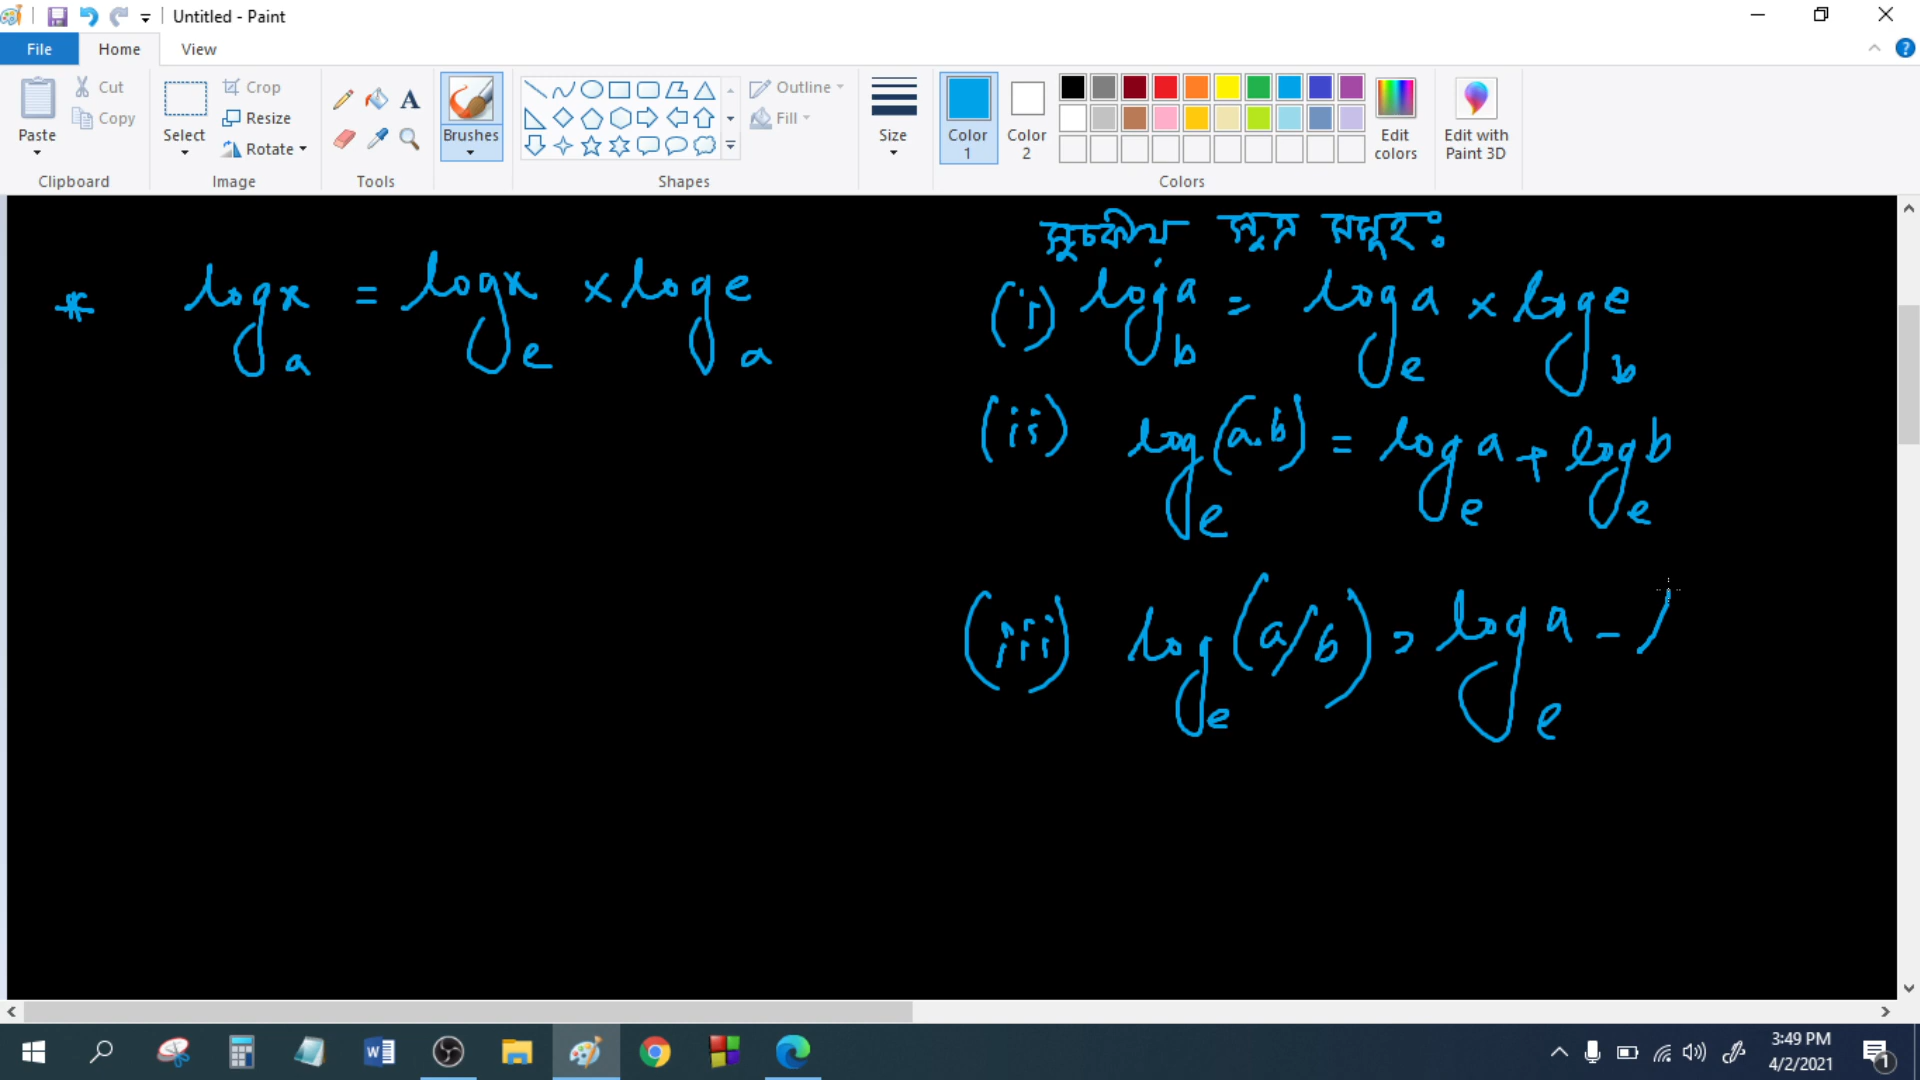 Untitled - Paint
File Home View
Paste
Cut
Copy
Clipboard
Select
Crop
Resize
Rotate
Image
Tools
Brushes
Shapes
Outline
Fill
Size
Color 1
Color 2
Edit colors
Edit with Paint 3D
Colors
সূচকীয় সূত্র সমূহঃ
* logₐx = logₑx × logₐe
(i) log_b a = logₑa × log_b e
(ii) logₑ(a.b) = logₑa + logₑb
(iii) logₑ(a/b) = logₑa -
3:49 PM
4/2/2021
1